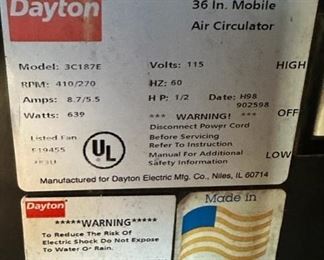 Dayton
36 In. Mobile
Air Circulator
Model: 3C187E Volts: 115 HIGH
RPM: 410/270 HZ: 60
Amps: 8.7/5.5 HP: 1/2 Date: H98
Watts: 639 902598 OFF
*** WARNING! ***
Disconnect Power Cord
Listed Fan Before Servicing
E19455 UL Refer To Instruction
Manual For Additional
Safety Information LOW
Manufactured for Dayton Electric Mfg. Co., Niles, IL 60714
Dayton
Made in
*****WARNING*****
To Reduce The Risk Of
Electric Shock Do Not Expose
To Water Or Rain.